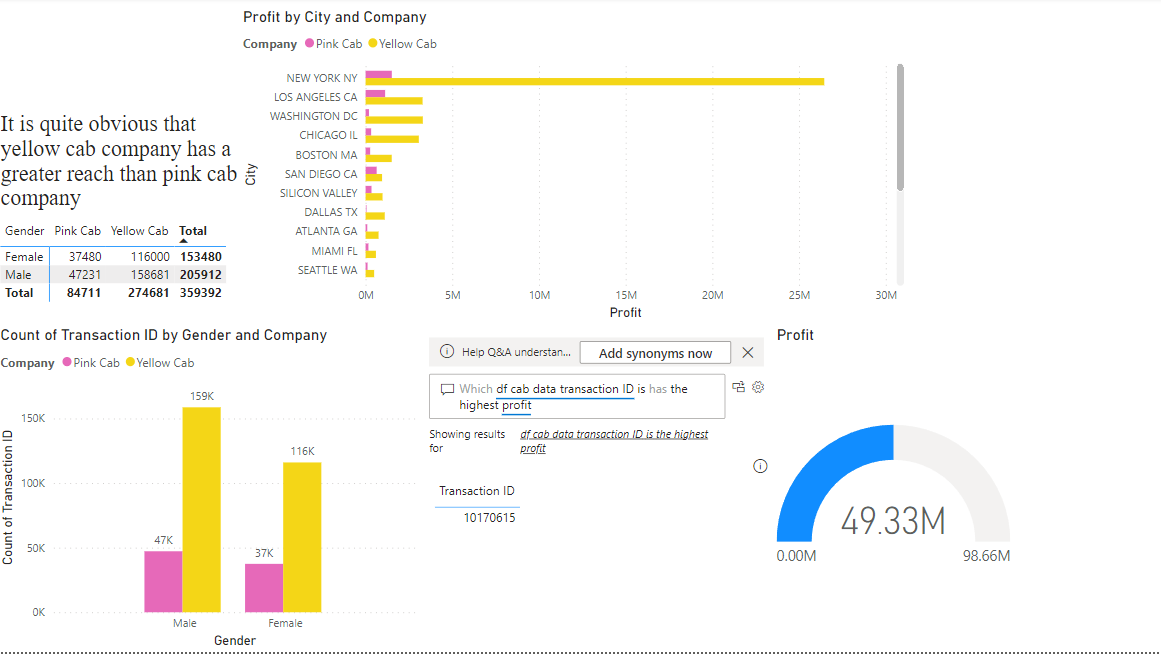 Profit by City and Company
Company Pink Cab Yellow Cab
NEW YORK NY
LOS ANGELES CA
WASHINGTON DC
CHICAGO IL
BOSTON MA
SAN DIEGO CA
SILICON VALLEY
DALLAS TX
ATLANTA GA
MIAMI FL
SEATTLE WA
City
0M 5M 10M 15M 20M 25M 30M
Profit
It is quite obvious that
yellow cab company has a
greater reach than pink cab
company
Gender Pink Cab Yellow Cab Total
Female 37480 116000 153480
Male 47231 158681 205912
Total 84711 274681 359392
Count of Transaction ID by Gender and Company
Company Pink Cab Yellow Cab
Count of Transaction ID
150K
100K
50K
0K
159K
116K
47K
37K
Male Female
Gender
Help Q&A understan... Add synonyms now
Which df cab data transaction ID is has the
highest profit
Showing results df cab data transaction ID is the highest
for profit
Transaction ID
10170615
Profit
49.33M
0.00M 98.66M